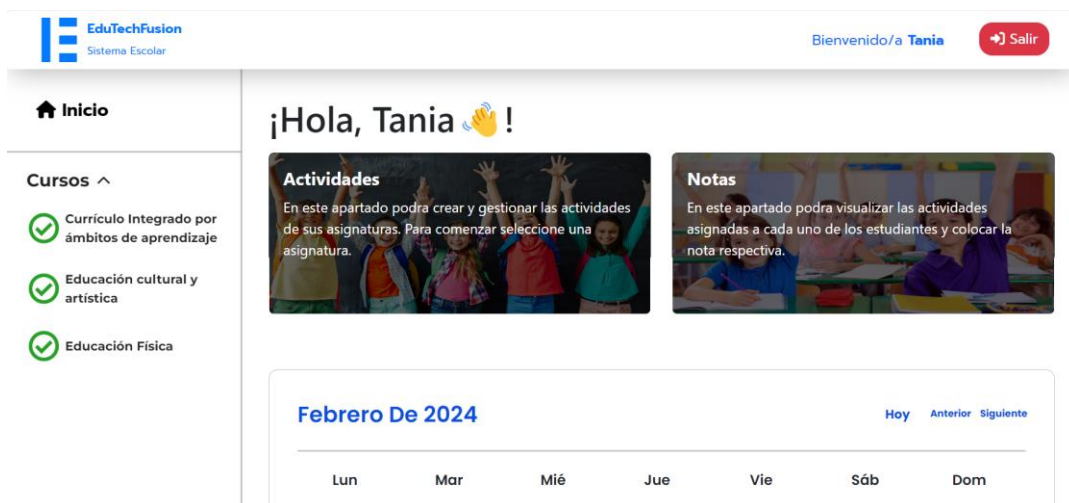 EduTechFusion
Sistema Escolar
Bienvenido/a Tania
Salir
Inicio
Cursos
Currículo Integrado por
ámbitos de aprendizaje
Educación cultural y
artística
Educación Física
¡Hola, Tania 👋!
Actividades
En este apartado podra crear y gestionar las actividades
de sus asignaturas. Para comenzar seleccione una
asignatura.
Notas
En este apartado podra visualizar las actividades
asignadas a cada uno de los estudiantes y colocar la
nota respectiva.
Febrero De 2024
Hoy Anterior Siguiente
Lun Mar Mié Jue Vie Sáb Dom